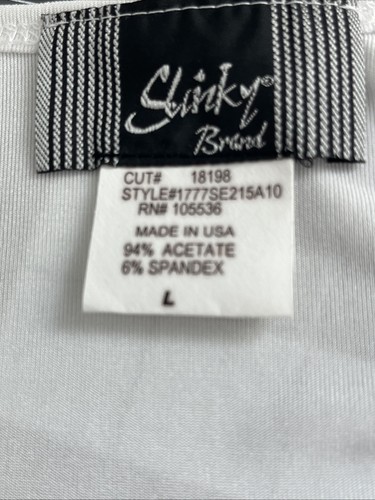 Slinky®
Brand
CUT# 18198
STYLE#1777SE215A10
RN# 105536
MADE IN USA
94% ACETATE
6% SPANDEX
L